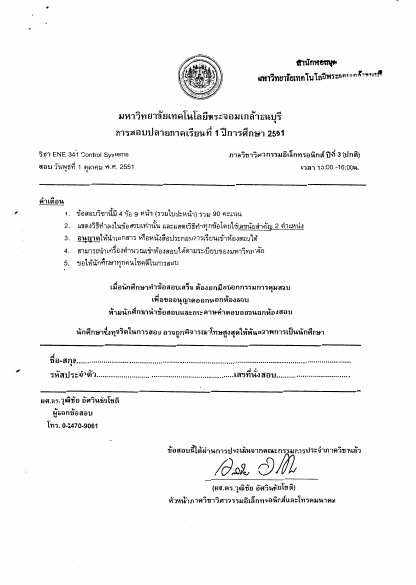 สำนักหอสมุด
มหาวิทยาลัยเทคโนโลยีพระจอมเกล้าธนบุรี
มหาวิทยาลัยเทคโนโลยีพระจอมเกล้าธนบุรี
การสอบปลายภาคเรียนที่ 1 ปีการศึกษา 2551
วิชา ENE 341 Control Systems
ภาควิชาวิศวกรรมอิเล็กทรอนิกส์ ปีที่ 3 (ปกติ)
สอบ วันพุธที่ 1 ตุลาคม พ.ศ. 2551
เวลา 13:00 -16:00น.
คำเตือน
1. ข้อสอบวิชานี้มี 4 ข้อ 9 หน้า (รวมใบปะหน้า) รวม 90 คะแนน
2. แสดงวิธีทำลงในข้อสอบเท่านั้น และแสดงวิธีทำทุกข้อโดยใช้เลขนัยสำคัญ 2 ตำแหน่ง
3. อนุญาตให้นำเอกสาร หรือหนังสือประกอบการเรียนเข้าห้องสอบได้
4. สามารถนำเครื่องคำนวณเข้าห้องสอบได้ตามระเบียบของมหาวิทยาลัย
5. ขอให้นักศึกษาทุกคนโชคดีในการสอบ
เมื่อนักศึกษาทำข้อสอบเสร็จ ต้องยกมือบอกกรรมการคุมสอบ
เพื่อขออนุญาตออกนอกห้องสอบ
ห้ามนักศึกษานำข้อสอบและกระดาษคำตอบออกนอกห้องสอบ
นักศึกษาซึ่งทุจริตในการสอบ อาจถูกพิจารณาโทษสูงสุดให้พ้นสภาพการเป็นนักศึกษา
ชื่อ-สกุล
รหัสประจำตัว เลขที่นั่งสอบ
ผศ.ดร.วุฒิชัย อัศวินชัยโชติ
ผู้ออกข้อสอบ
โทร. 0-2470-9061
ข้อสอบนี้ได้ผ่านการประเมินจากคณะกรรมการประจำภาควิชาแล้ว
(ผศ.ดร.วุฒิชัย อัศวินชัยโชติ)
หัวหน้าภาควิชาวิศวกรรมอิเล็กทรอนิกส์และโทรคมนาคม